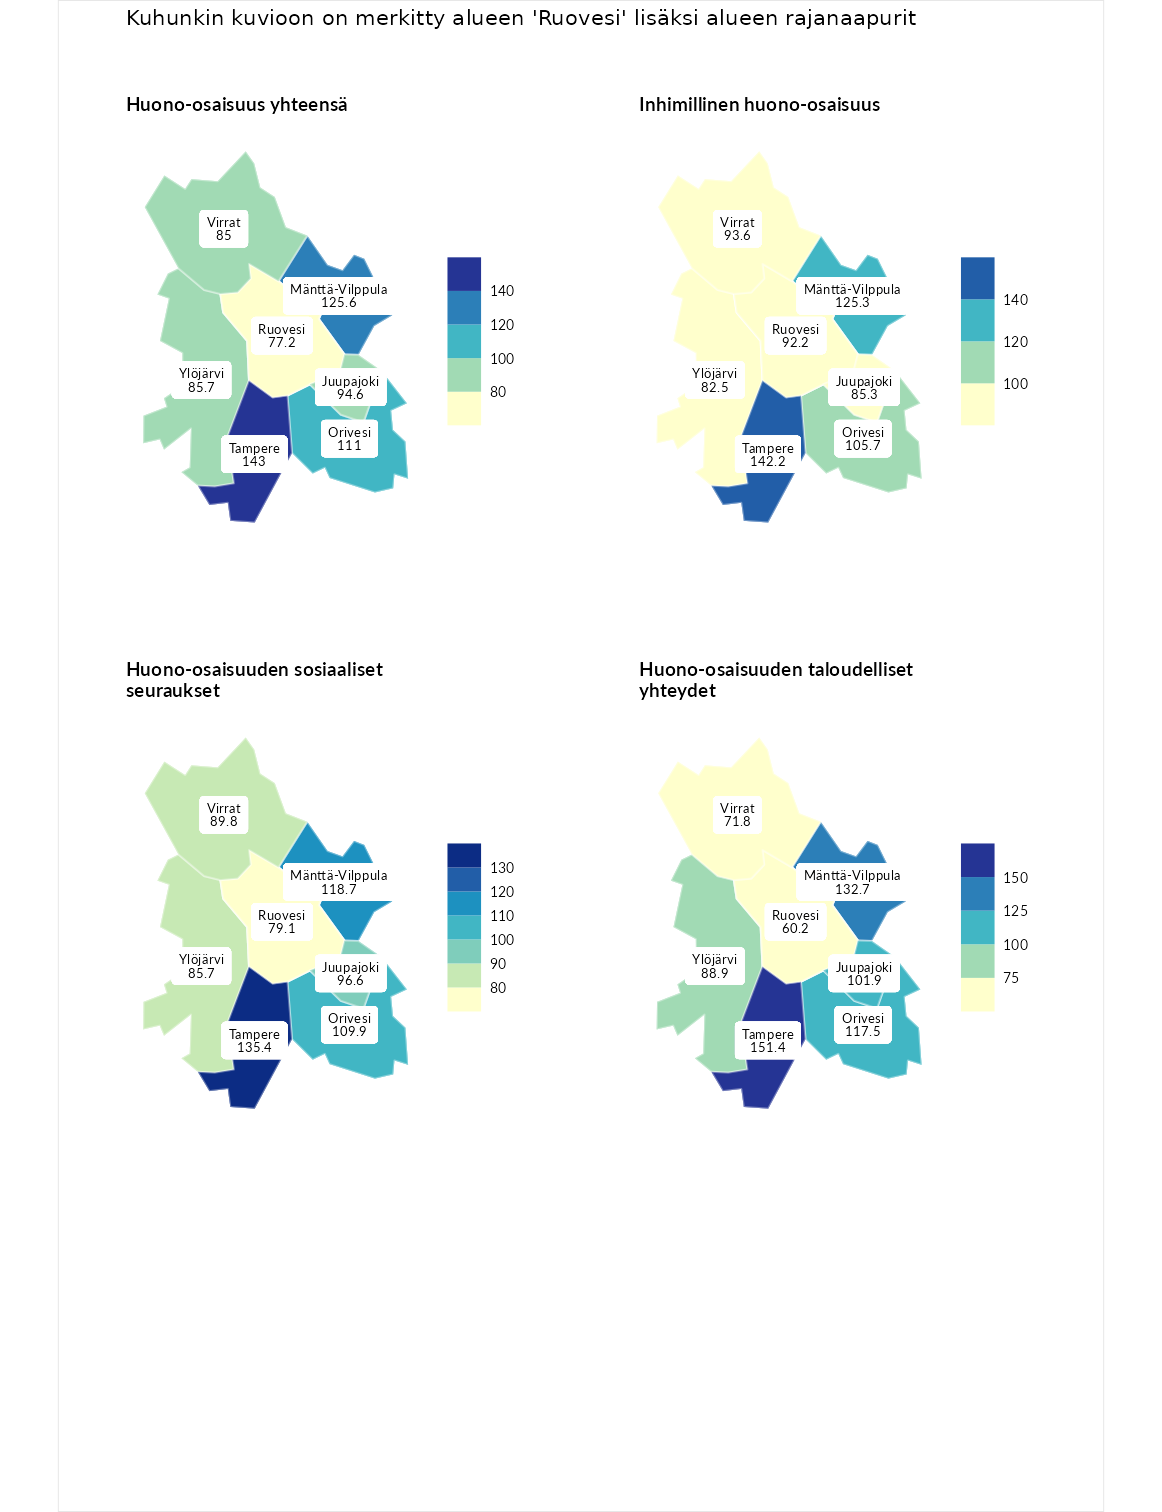 Kuhunkin kuvioon on merkitty alueen 'Ruovesi' lisäksi alueen rajanaapurit
Huono-osaisuus yhteensä
Virrat
85
Mänttä-Vilppula
125.6
Ruovesi
77.2
Ylöjärvi
85.7
Juupajoki
94.6
Orivesi
111
Tampere
143
140
120
100
80
Inhimillinen huono-osaisuus
Virrat
93.6
Mänttä-Vilppula
125.3
Ruovesi
92.2
Ylöjärvi
82.5
Juupajoki
85.3
Orivesi
105.7
Tampere
142.2
140
120
100
Huono-osaisuuden sosiaaliset
seuraukset
Virrat
89.8
Mänttä-Vilppula
118.7
Ruovesi
79.1
Ylöjärvi
85.7
Juupajoki
96.6
Orivesi
109.9
Tampere
135.4
130
120
110
100
90
80
Huono-osaisuuden taloudelliset
yhteydet
Virrat
71.8
Mänttä-Vilppula
132.7
Ruovesi
60.2
Ylöjärvi
88.9
Juupajoki
101.9
Orivesi
117.5
Tampere
151.4
150
125
100
75